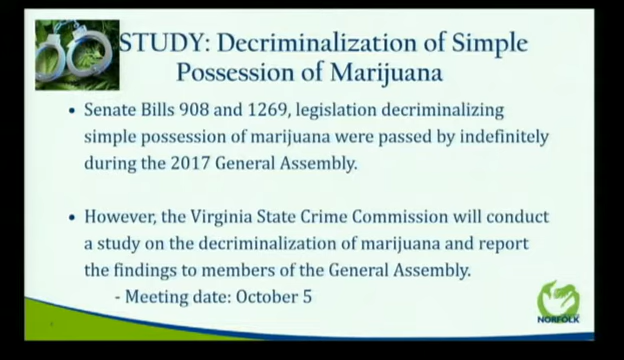 STUDY: Decriminalization of Simple
Possession of Marijuana
• Senate Bills 908 and 1269, legislation decriminalizing
simple possession of marijuana were passed by indefinitely
during the 2017 General Assembly.
• However, the Virginia State Crime Commission will conduct
a study on the decriminalization of marijuana and report
the findings to members of the General Assembly.
- Meeting date: October 5
NORFOLK